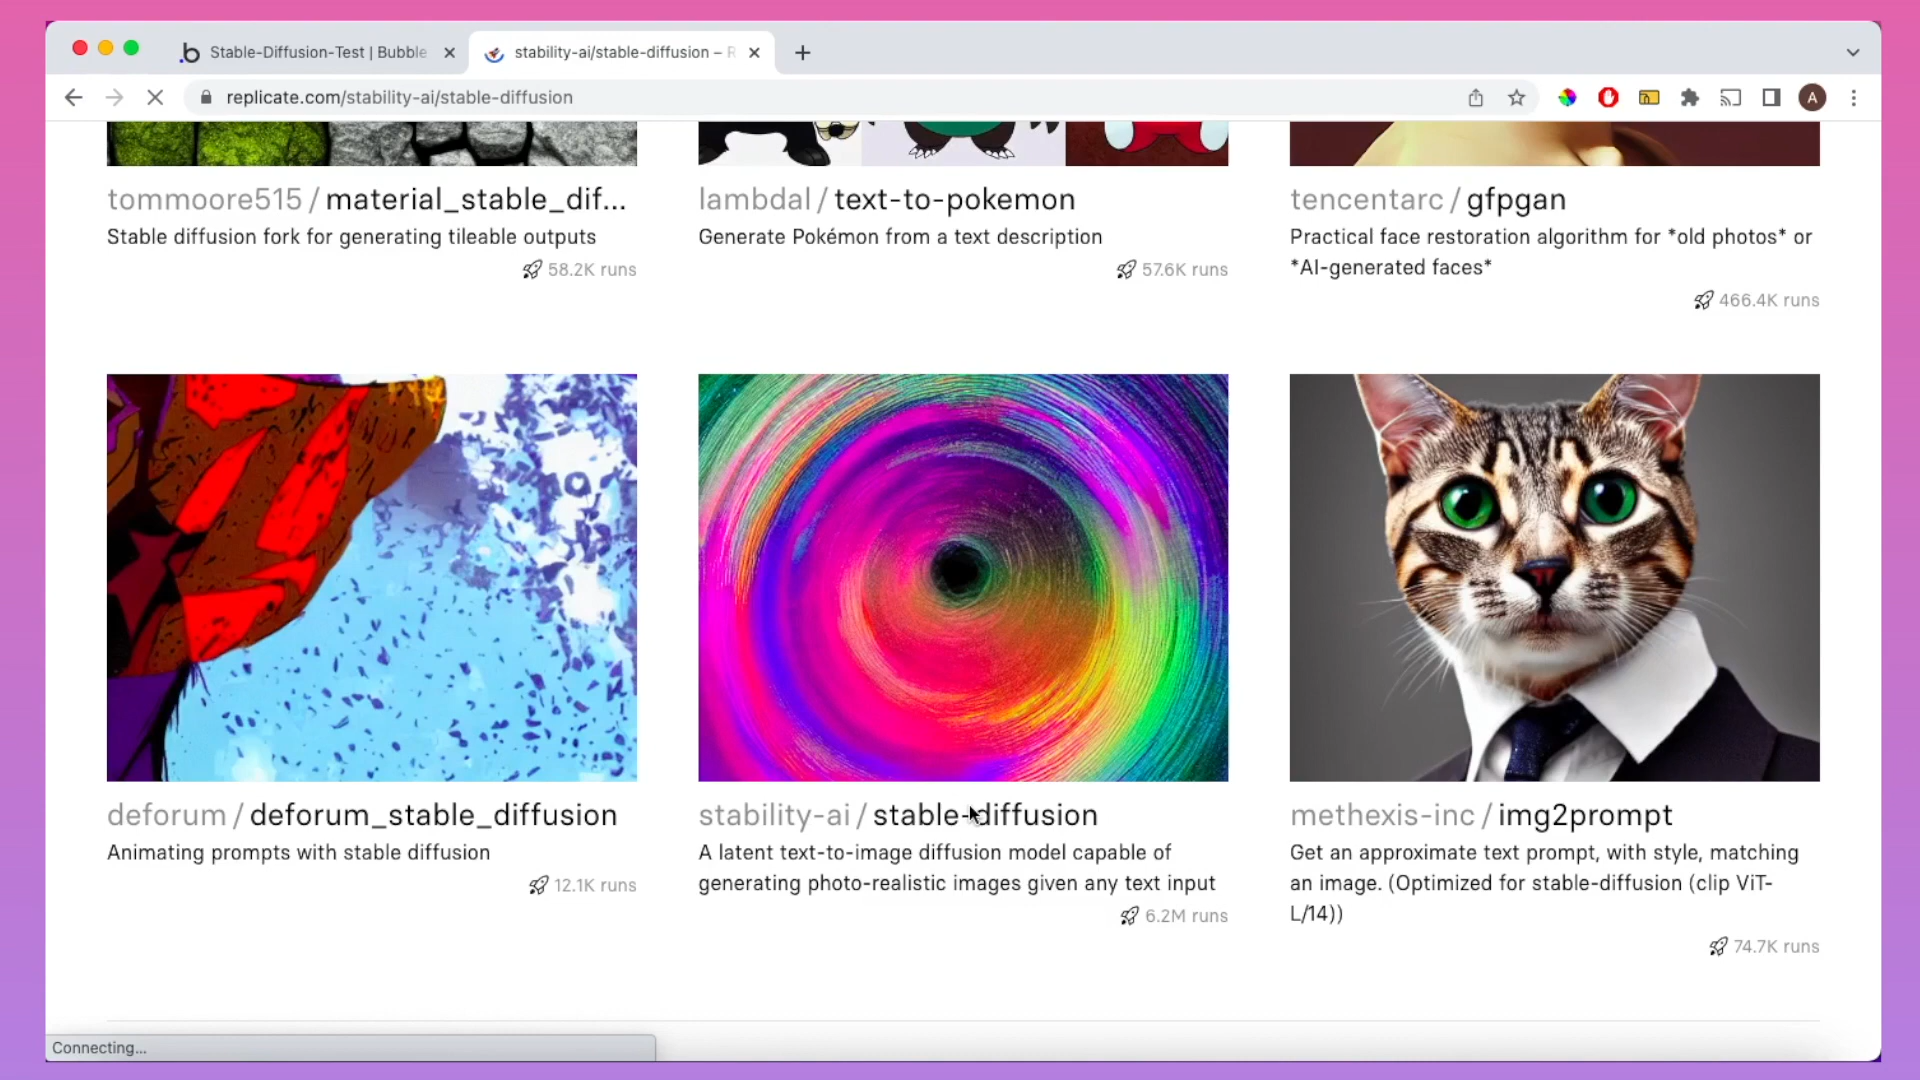 Stable-Diffusion-Test | Bubble
stability-ai/stable-diffusion – R
replicate.com/stability-ai/stable-diffusion
A
tommoore515 / material_stable_dif...
Stable diffusion fork for generating tileable outputs
58.2K runs
lambdal / text-to-pokemon
Generate Pokémon from a text description
57.6K runs
tencentarc / gfpgan
Practical face restoration algorithm for *old photos* or
*AI-generated faces*
466.4K runs
deforum / deforum_stable_diffusion
Animating prompts with stable diffusion
12.1K runs
stability-ai / stable-diffusion
A latent text-to-image diffusion model capable of
generating photo-realistic images given any text input
6.2M runs
methexis-inc / img2prompt
Get an approximate text prompt, with style, matching
an image. (Optimized for stable-diffusion (clip ViT-
L/14))
74.7K runs
Connecting...